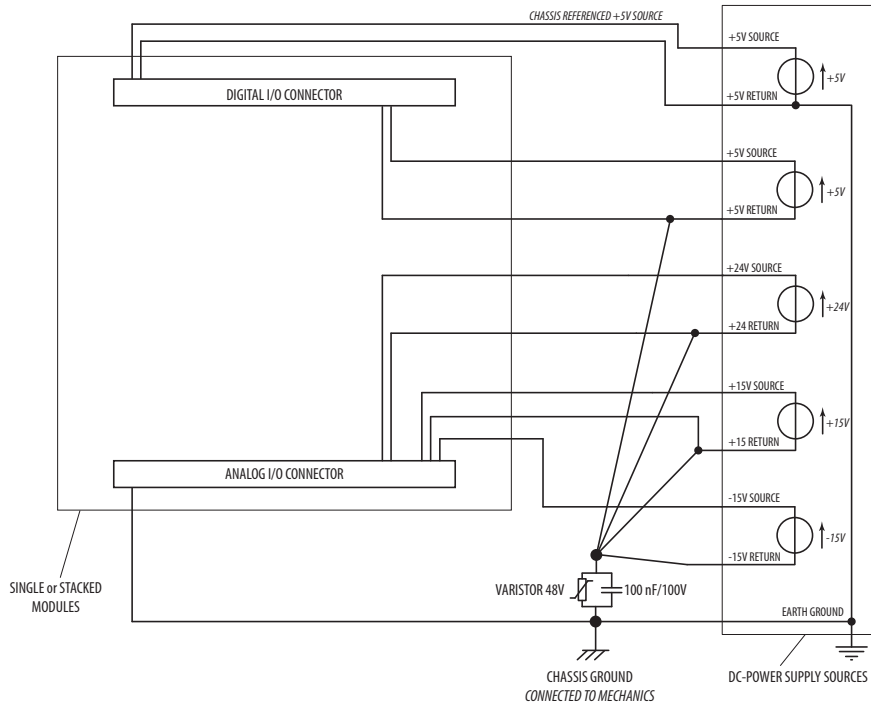 CHASSIS REFERENCED +5V SOURCE
+5V SOURCE
+5V
+5V RETURN
DIGITAL I/O CONNECTOR
+5V SOURCE
+5V
+5V RETURN
+24V SOURCE
+24V
+24 RETURN
+15V SOURCE
+15V
+15 RETURN
ANALOG I/O CONNECTOR
-15V SOURCE
-15V
-15V RETURN
SINGLE or STACKED
MODULES
VARISTOR 48V
100 nF/100V
EARTH GROUND
CHASSIS GROUND
CONNECTED TO MECHANICS
DC-POWER SUPPLY SOURCES